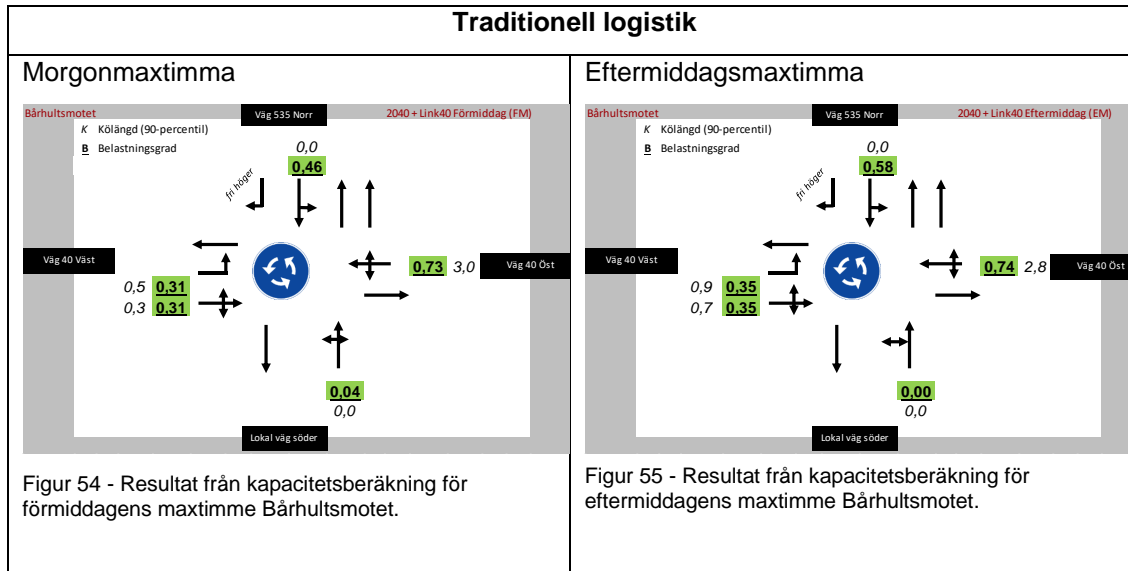 Traditionell logistik
Morgonmaxtimma
Bårhultsmotet
Väg 535 Norr
2040 + Link40 Förmiddag (FM)
K Kölängd (90-percentil)
B Belastningsgrad
0,0
0,46
fri höger
Väg 40 Väst
0,73 3,0
Väg 40 Öst
0,5 0,31
0,3 0,31
0,04
0,0
Lokal väg söder
Figur 54 - Resultat från kapacitetsberäkning för
förmiddagens maxtimme Bårhultsmotet.
Eftermiddagsmaxtimma
Bårhultsmotet
Väg 535 Norr
2040 + Link40 Eftermiddag (EM)
K Kölängd (90-percentil)
B Belastningsgrad
0,0
0,58
fri höger
Väg 40 Väst
0,74 2,8
Väg 40 Öst
0,9 0,35
0,7 0,35
0,00
0,0
Lokal väg söder
Figur 55 - Resultat från kapacitetsberäkning för
eftermiddagens maxtimme Bårhultsmotet.